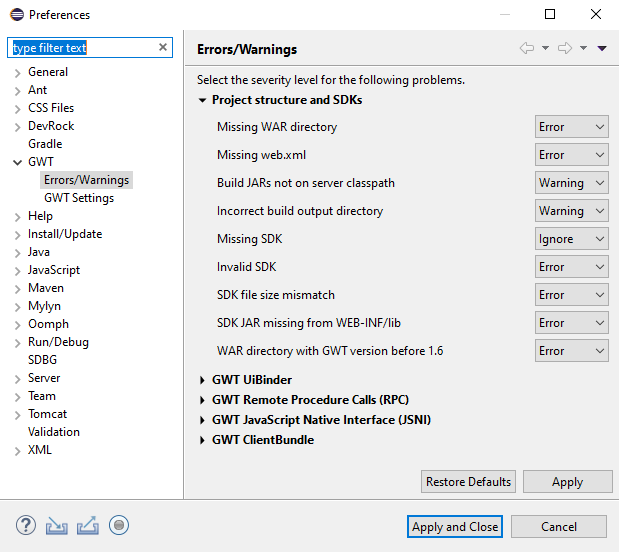 Preferences
type filter text
General
Ant
CSS Files
DevRock
Gradle
GWT
Errors/Warnings
GWT Settings
Help
Install/Update
Java
JavaScript
Maven
Mylyn
Oomph
Run/Debug
SDBG
Server
Team
Tomcat
Validation
XML
Errors/Warnings
Select the severity level for the following problems.
Project structure and SDKs
Missing WAR directory Error
Missing web.xml Error
Build JARs not on server classpath Warning
Incorrect build output directory Warning
Missing SDK Ignore
Invalid SDK Error
SDK file size mismatch Error
SDK JAR missing from WEB-INF/lib Error
WAR directory with GWT version before 1.6 Error
GWT UiBinder
GWT Remote Procedure Calls (RPC)
GWT JavaScript Native Interface (JSNI)
GWT ClientBundle
Restore Defaults Apply
Apply and Close Cancel